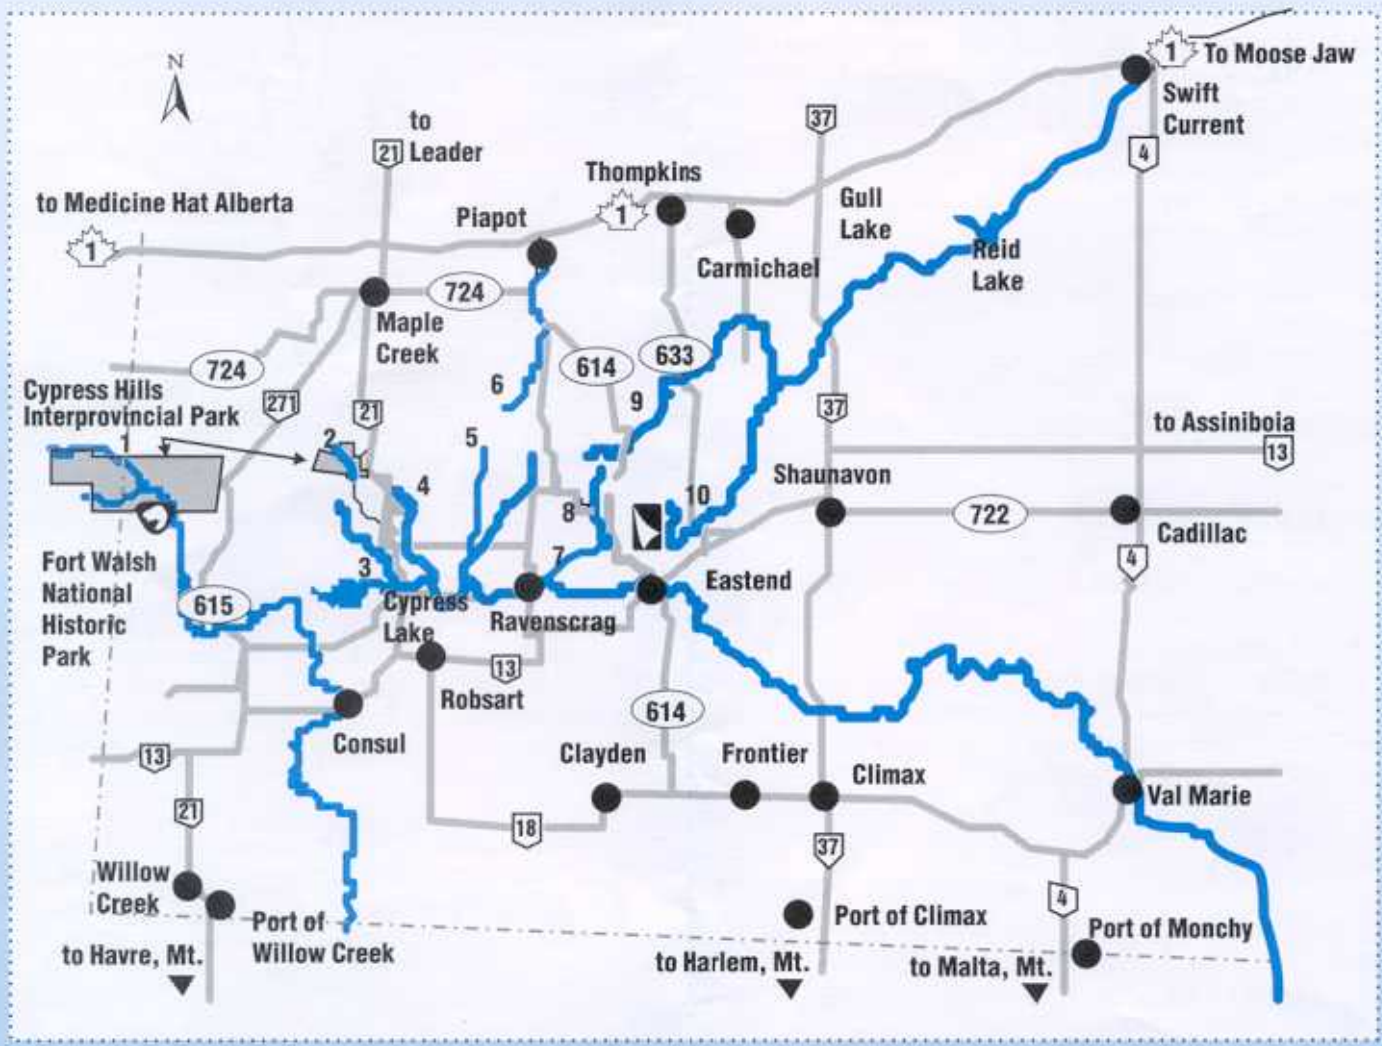 1
To Moose Jaw
N
Swift
Current
to
Leader
21
37
4
Thompkins
to Medicine Hat Alberta
Piapot
1
Gull
Lake
1
Reid
Lake
Carmichael
724
Maple
Creek
724
614
633
Cypress Hills
Interprovincial Park
271
21
6
9
37
to Assiniboia
13
1
2
5
4
Shaunavon
10
8
722
Cadillac
7
4
Fort Walsh
National
Historic
Park
615
3
Cypress
Lake
Ravenscrag
Eastend
13
Robsart
614
Consul
13
Clayden
Frontier
Climax
Val Marie
21
18
37
Willow
Creek
4
Port of
Willow Creek
Port of Climax
Port of Monchy
to Havre, Mt.
to Harlem, Mt.
to Malta, Mt.